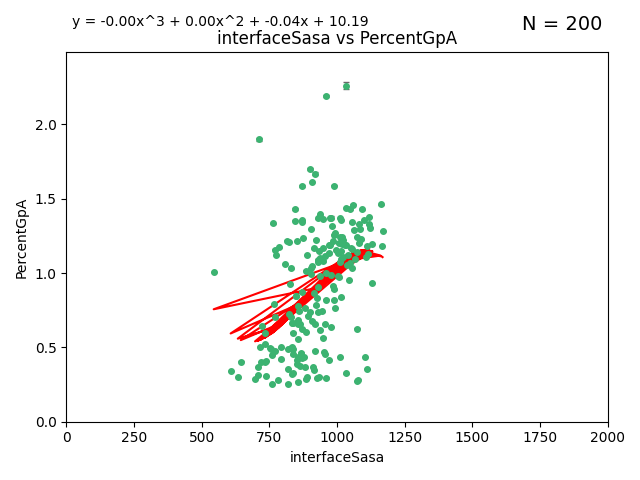 y = -0.00x^3 + 0.00x^2 + -0.04x + 10.19
N = 200
interfaceSasa vs PercentGpA
PercentGpA
2.0
1.5
1.0
0.5
0.0
0 250 500 750 1000 1250 1500 1750 2000
interfaceSasa